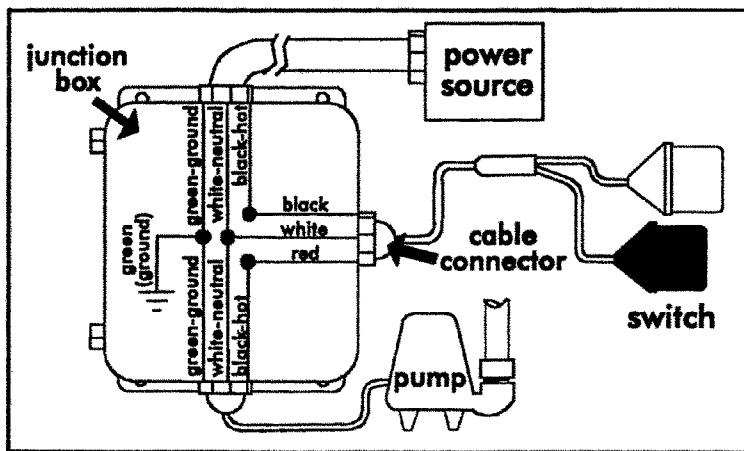 junction
box
power
source
green-ground
white-neutral
black-hot
black
white
red
green
(ground)
green-ground
white-neutral
black-hot
cable
connector
switch
pump